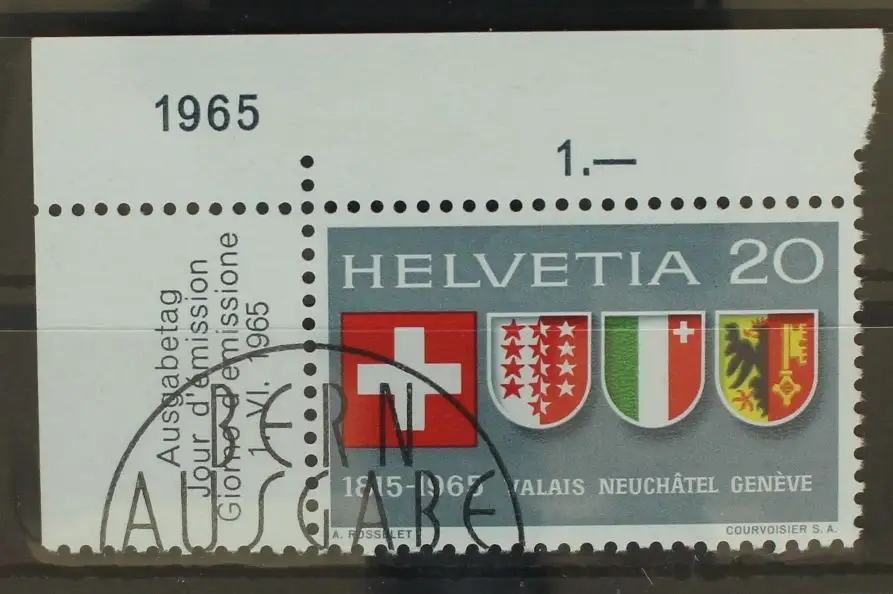 1965
1.—
Ausgabetag
Jour d'émission
Giorno d'emissione
1. VI. 1965
HELVETIA 20
1815-1965 VALAIS NEUCHÂTEL GENÈVE
A. ROSSELET
COURVOISIER S. A.
BERN
AUSGABE